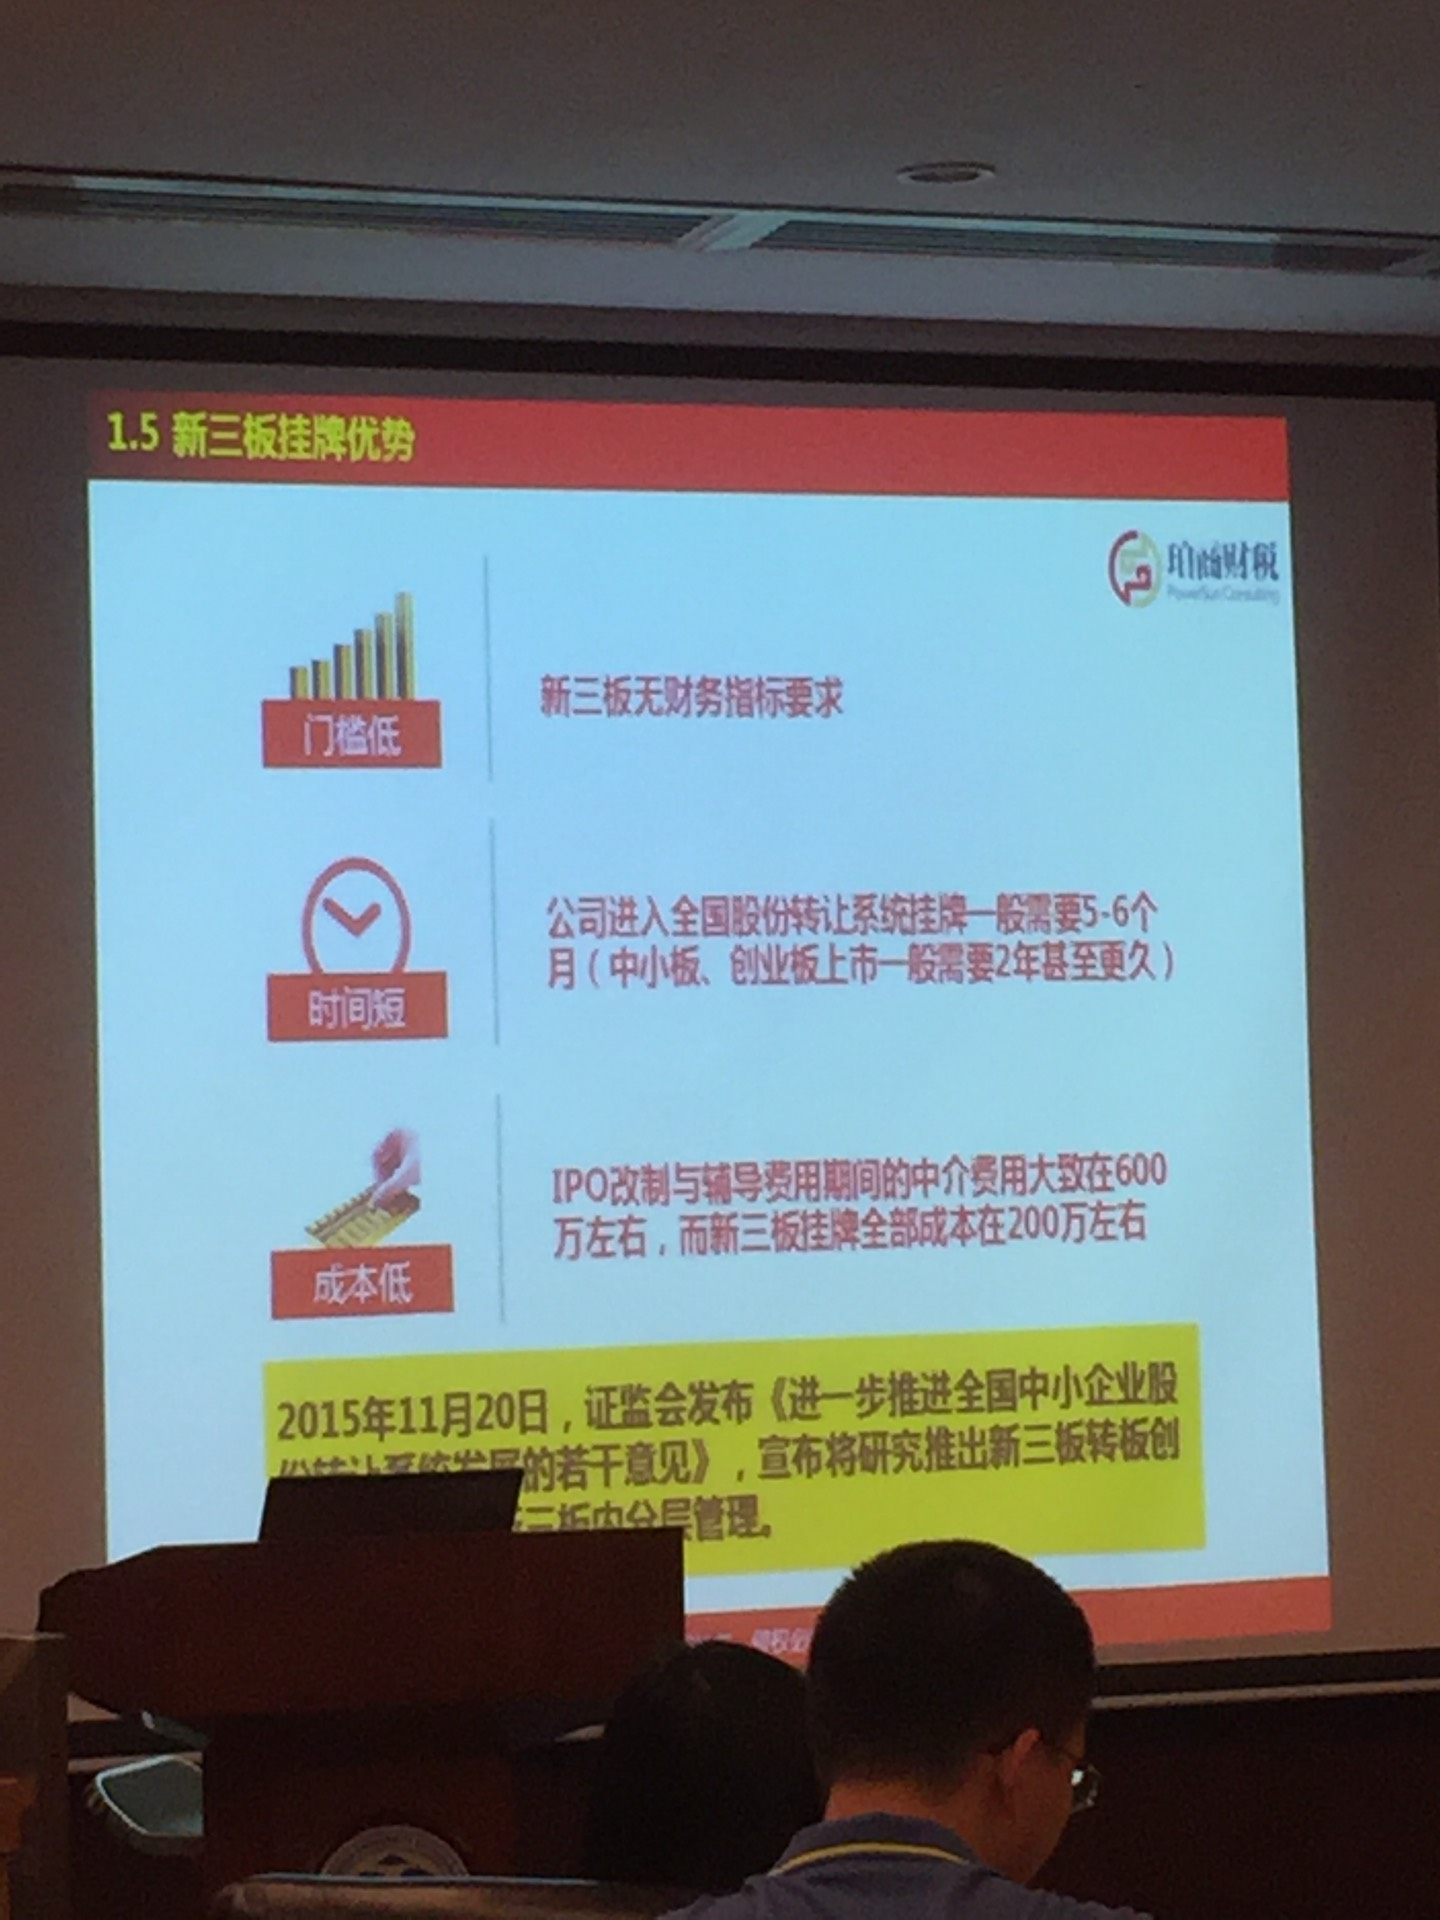 1.5 新三板挂牌优势
珀商财税
PowerSun Consulting
门槛低
新三板无财务指标要求
时间短
公司进入全国股份转让系统挂牌一般需要5-6个
月（中小板、创业板上市一般需要2年甚至更久）
成本低
IPO改制与辅导费用期间的中介费用大致在600
万左右，而新三板挂牌全部成本在200万左右
2015年11月20日，证监会发布《进一步推进全国中小企业股
份转让系统发展的若干意见》，宣布将研究推出新三板转板创
三板内分层管理。
侵权必